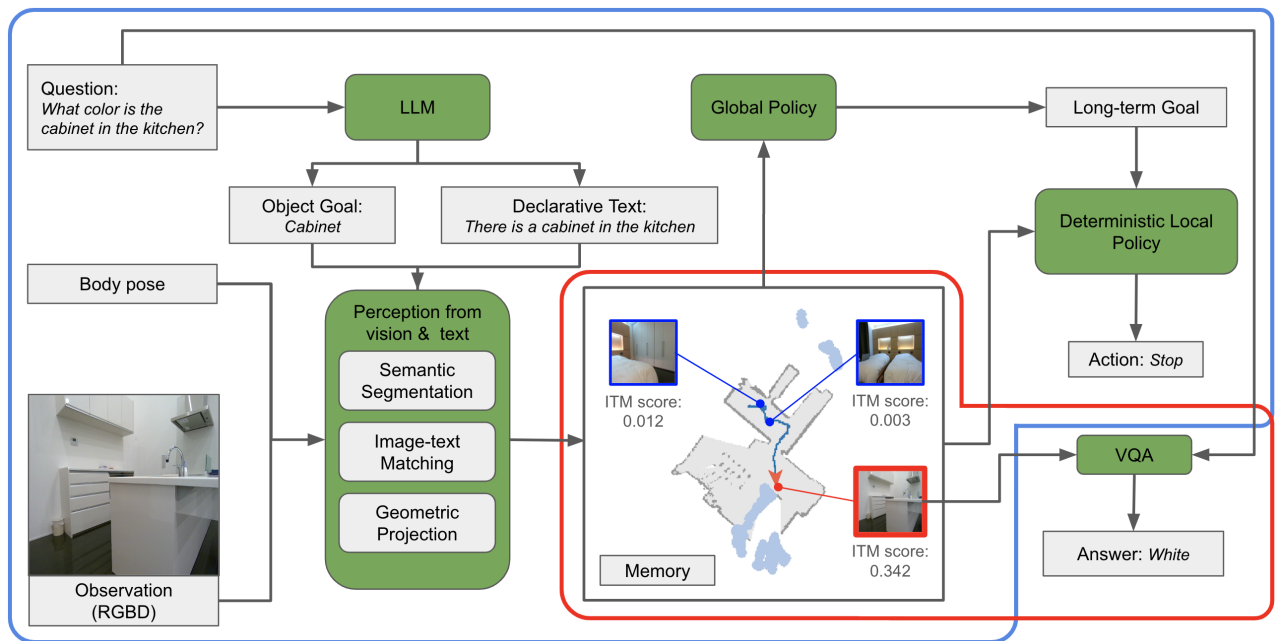 Question:
What color is the
cabinet in the kitchen?
LLM
Global Policy
Long-term Goal
Object Goal:
Cabinet
Declarative Text:
There is a cabinet in the kitchen
Deterministic Local
Policy
Body pose
Perception from
vision & text
Semantic
Segmentation
Image-text
Matching
Geometric
Projection
Observation
(RGBD)
ITM score:
0.012
ITM score:
0.003
ITM score:
0.342
Memory
Action: Stop
VQA
Answer: White